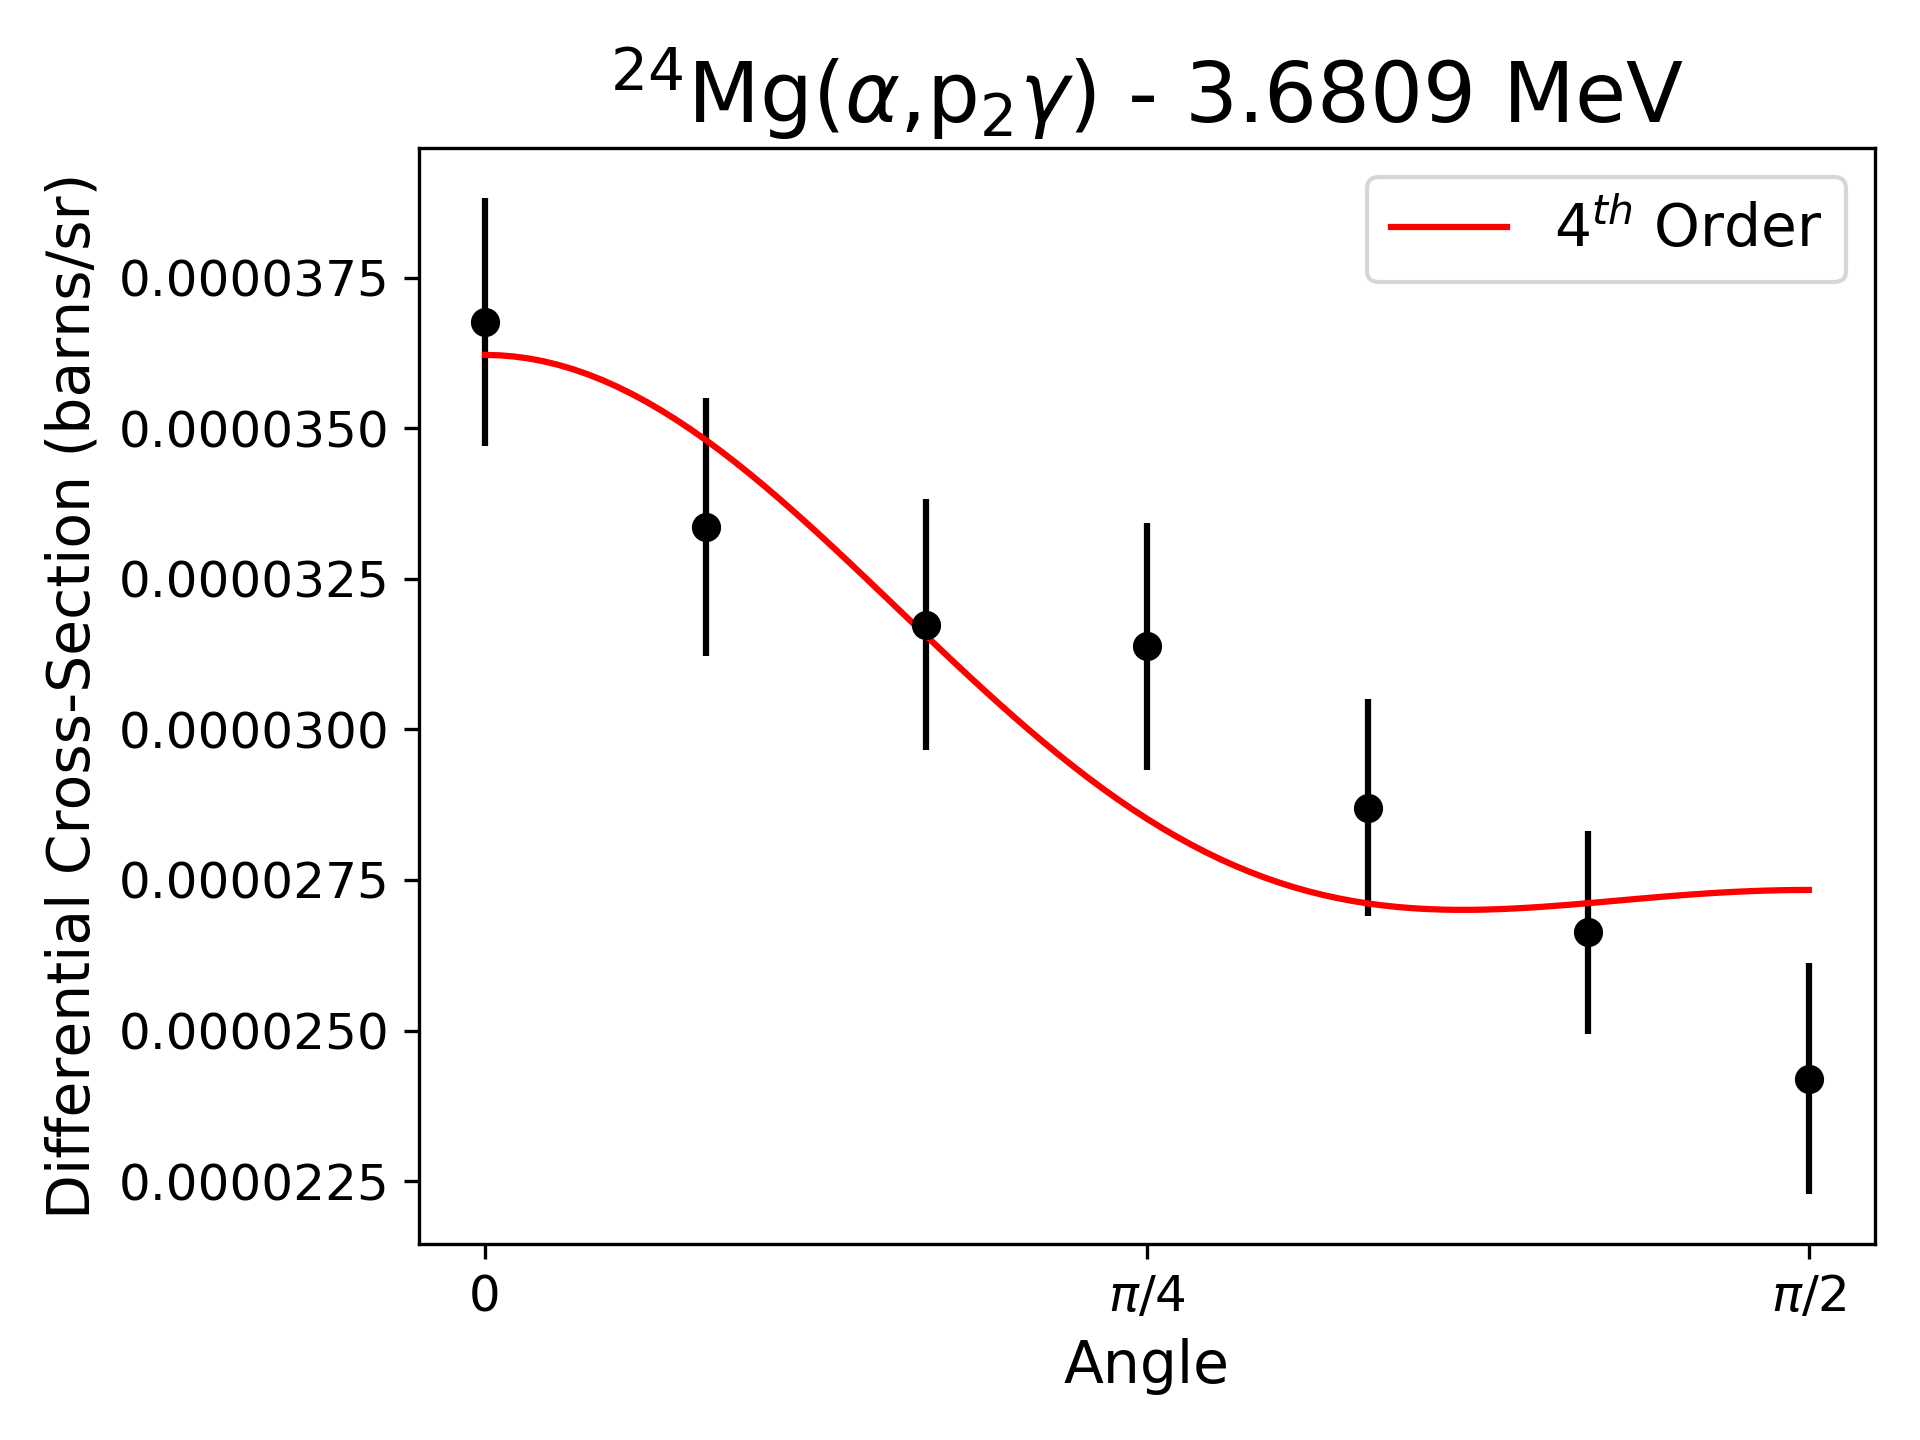 ²⁴Mg(α,p₂γ) - 3.6809 MeV
4ᵗʰ Order
Differential Cross-Section (barns/sr)
0.0000375
0.0000350
0.0000325
0.0000300
0.0000275
0.0000250
0.0000225
0 π/4 π/2
Angle